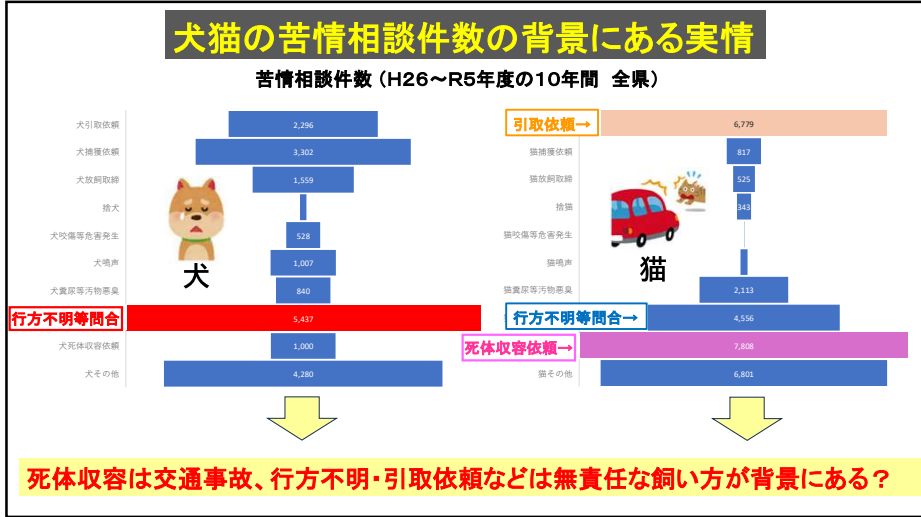 犬猫の苦情相談件数の背景にある実情
苦情相談件数(H26～R5年度の10年間 全県)
犬引取依頼
2,296
犬捕獲依頼
3,302
犬放飼取締
1,559
捨犬
犬咬傷等危害発生
528
犬鳴声
1,007
犬糞尿等汚物悪臭
840
行方不明等問合
5,437
犬死体収容依頼
1,000
犬その他
4,280
犬
引取依頼→
6,779
猫捕獲依頼
817
猫放飼取締
525
捨猫
343
猫咬傷等危害発生
猫鳴声
猫糞尿等汚物悪臭
2,113
行方不明等問合→
4,556
死体収容依頼→
7,808
猫その他
6,801
猫
死体収容は交通事故、行方不明・引取依頼などは無責任な飼い方が背景にある？